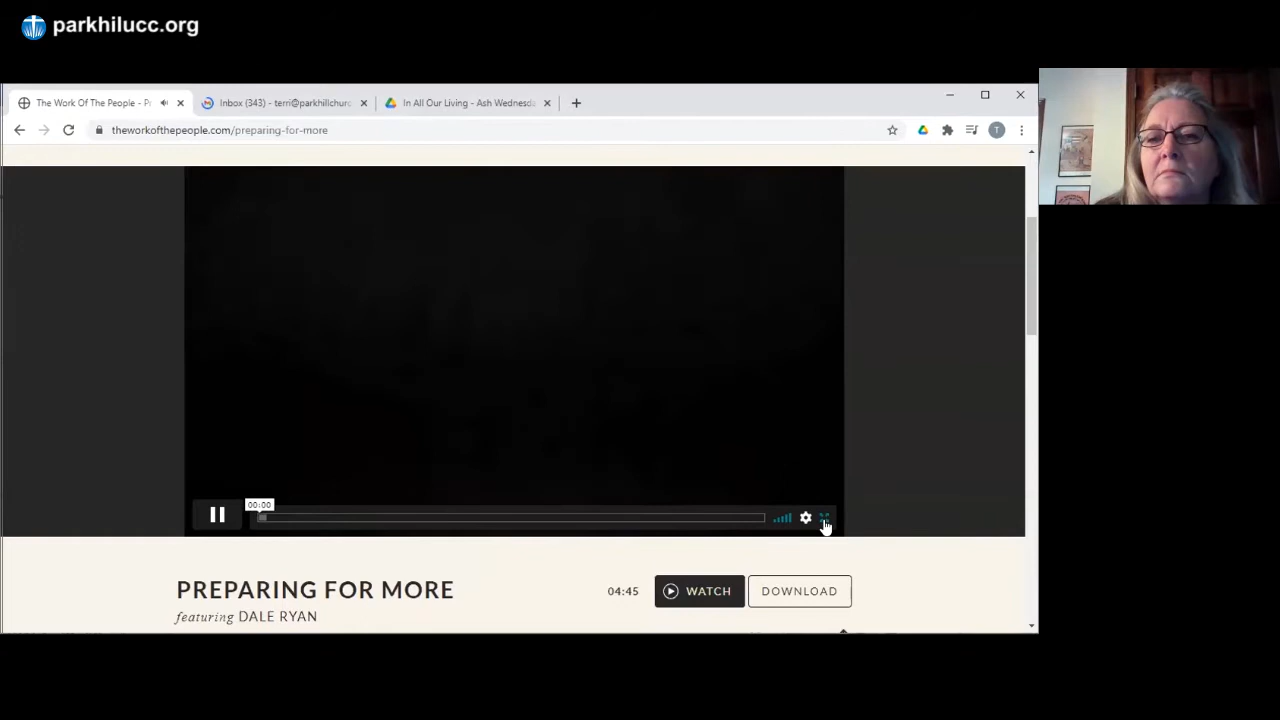 parkhilucc.org
The Work Of The People - P
Inbox (343) - terri@parkhillchurc
In All Our Living - Ash Wednesda
theworkofthepeople.com/preparing-for-more
T
00:00
PREPARING FOR MORE
04:45
WATCH
DOWNLOAD
featuring DALE RYAN